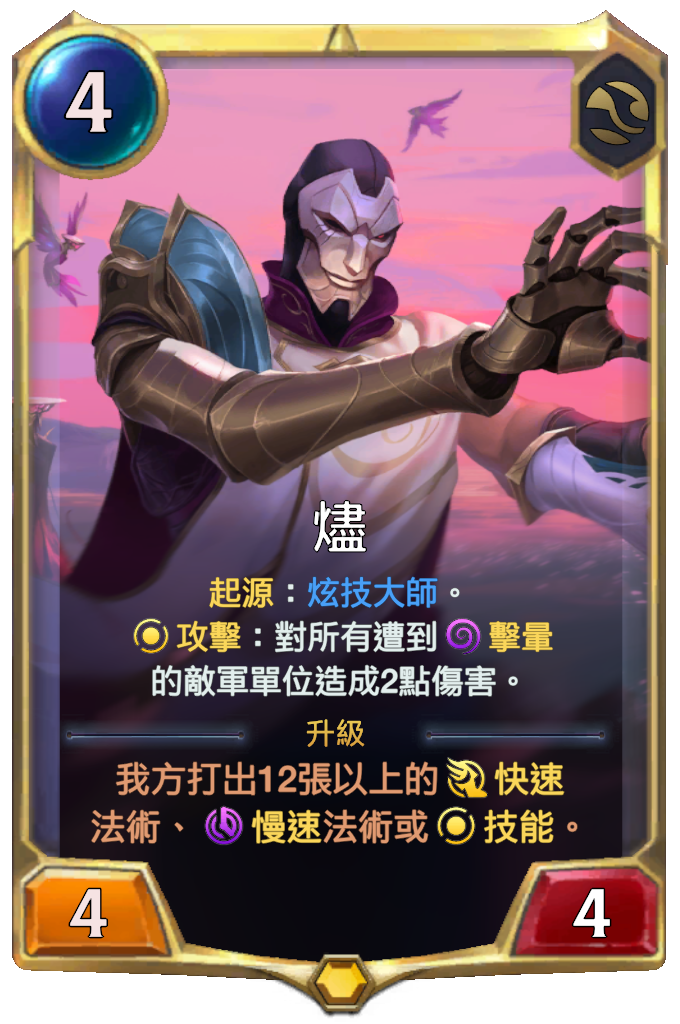 4
燼
起源：炫技大師。
攻擊：對所有遭到 擊暈
的敵軍單位造成2點傷害。
升級
我方打出12張以上的 快速
法術、 慢速法術或 技能。
4
4